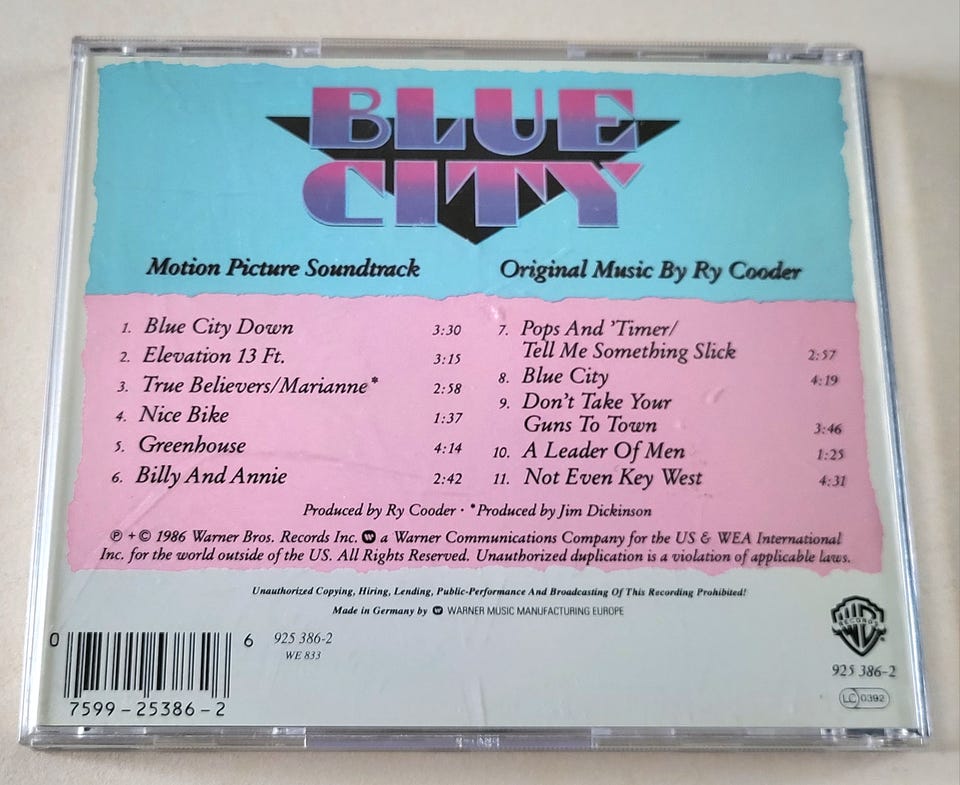 BLUE
CITY
Motion Picture Soundtrack
Original Music By Ry Cooder
1. Blue City Down 3:30
2. Elevation 13 Ft. 3:15
3. True Believers/Marianne* 2:58
4. Nice Bike 1:37
5. Greenhouse 4:14
6. Billy And Annie 2:42
7. Pops And 'Timer/
Tell Me Something Slick 2:57
8. Blue City 4:19
9. Don't Take Your
Guns To Town 3:46
10. A Leader Of Men 1:25
11. Not Even Key West 4:31
Produced by Ry Cooder · *Produced by Jim Dickinson
℗ + © 1986 Warner Bros. Records Inc. W a Warner Communications Company for the US & WEA International
Inc. for the world outside of the US. All Rights Reserved. Unauthorized duplication is a violation of applicable laws.
Unauthorized Copying, Hiring, Lending, Public-Performance And Broadcasting Of This Recording Prohibited!
Made in Germany by W WARNER MUSIC MANUFACTURING EUROPE
0 6
7599-25386-2
925 386-2
WE 833
WB
RECORDS
925 386-2
LC 0392